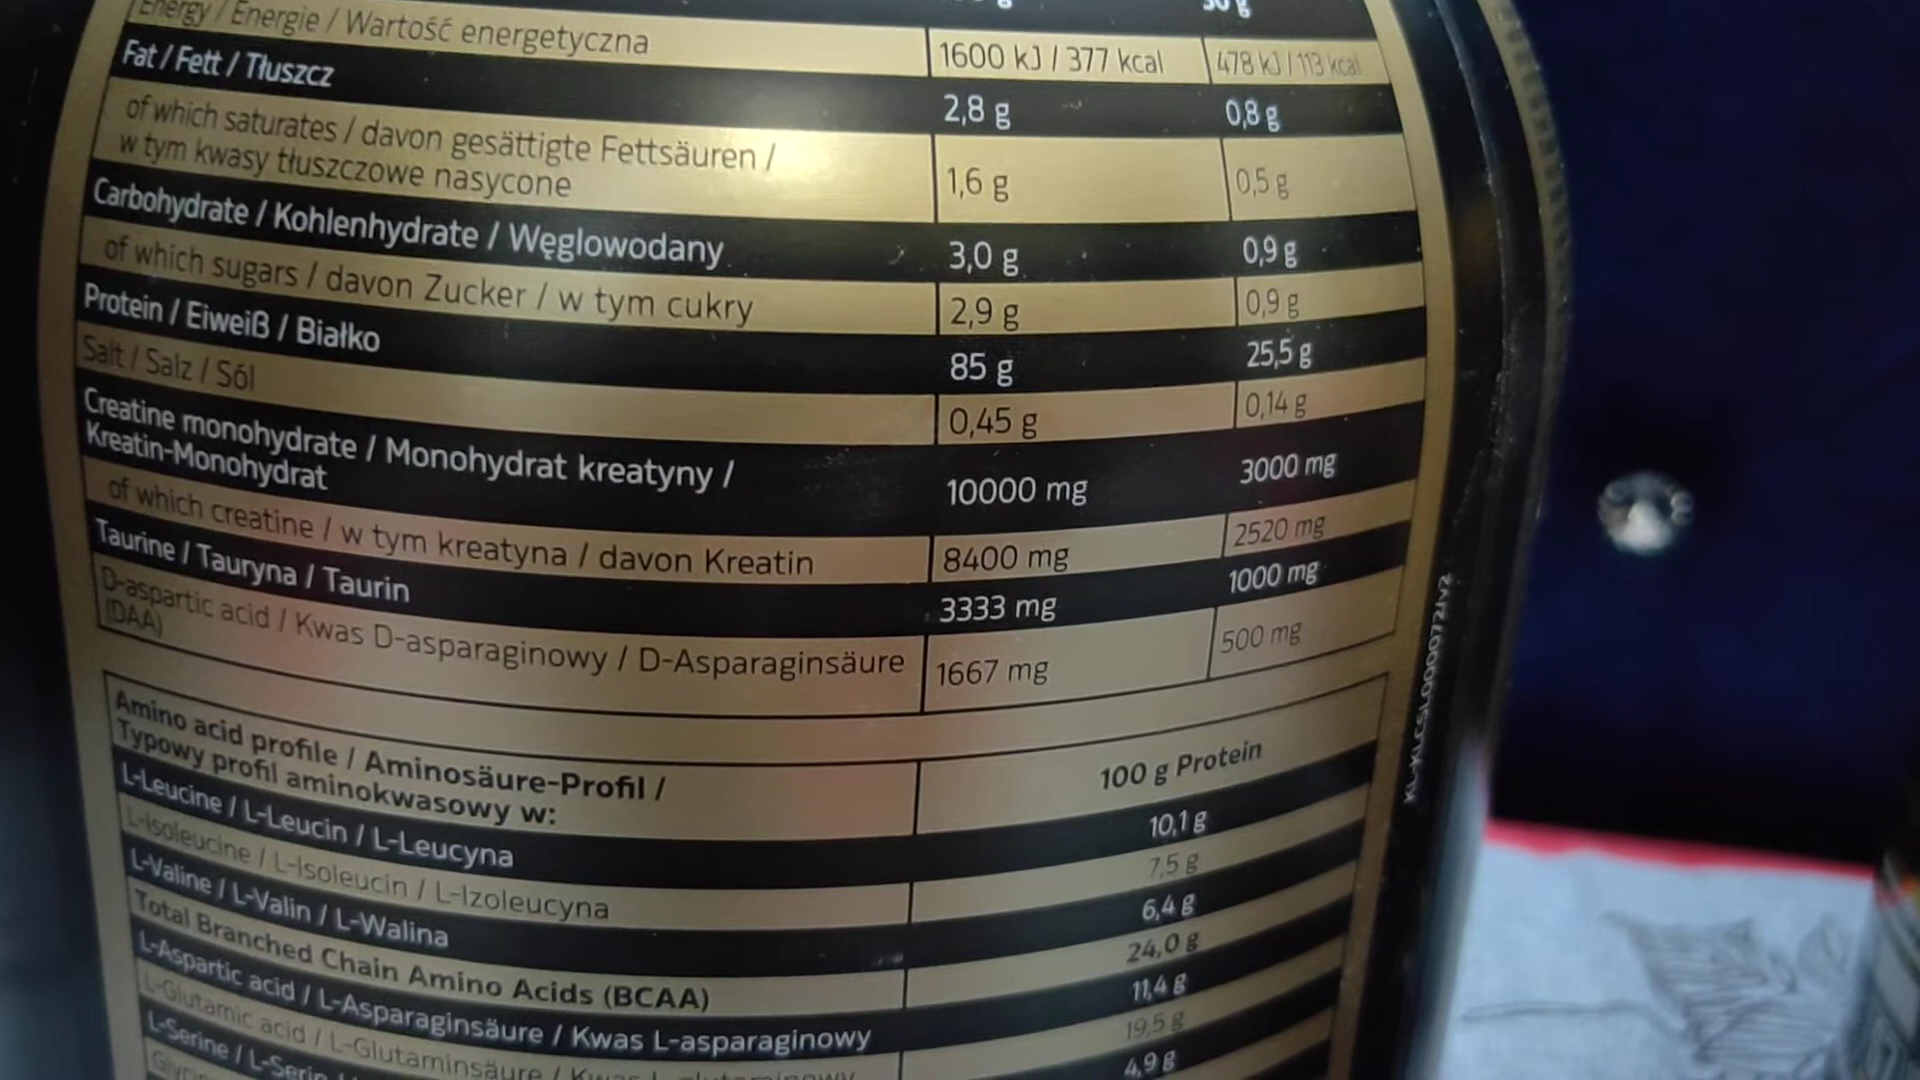 30 g
Energy / Energie / Wartość energetyczna 1600 kJ / 377 kcal 478 kJ / 113 kcal
Fat / Fett / Tłuszcz 2,8 g 0,8 g
of which saturates / davon gesättigte Fettsäuren /
w tym kwasy tłuszczowe nasycone 1,6 g 0,5 g
Carbohydrate / Kohlenhydrate / Węglowodany 3,0 g 0,9 g
of which sugars / davon Zucker / w tym cukry 2,9 g 0,9 g
Protein / Eiweiß / Białko 85 g 25,5 g
Salt / Salz / Sól 0,45 g 0,14 g
Creatine monohydrate / Monohydrat kreatyny /
Kreatin-Monohydrat 10000 mg 3000 mg
of which creatine / w tym kreatyna / davon Kreatin 8400 mg 2520 mg
Taurine / Tauryna / Taurin 3333 mg 1000 mg
D-aspartic acid / Kwas D-asparaginowy / D-Asparaginsäure
(DAA) 1667 mg 500 mg
Amino acid profile / Aminosäure-Profil /
Typowy profil aminokwasowy w: 100 g Protein
L-Leucine / L-Leucin / L-Leucyna 10,1 g
L-Isoleucine / L-Isoleucin / L-Izoleucyna 7,5 g
L-Valine / L-Valin / L-Walina 6,4 g
Total Branched Chain Amino Acids (BCAA) 24,0 g
L-Aspartic acid / L-Asparaginsäure / Kwas L-asparaginowy 11,4 g
L-Glutamic acid / L-Glutaminsäure / Kwas L-glutaminowy 19,5 g
L-Serine / L-Serin 4,9 g